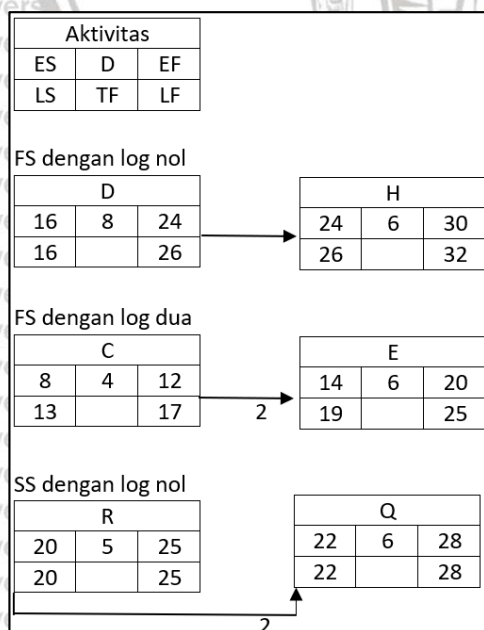 Aktivitas
ES D EF
LS TF LF
FS dengan log nol
D H
16 8 24 24 6 30
16 26 26 32
FS dengan log dua
C E
8 4 12 14 6 20
13 17 2 19 25
SS dengan log nol
R Q
20 5 25 22 6 28
20 25 22 28
2